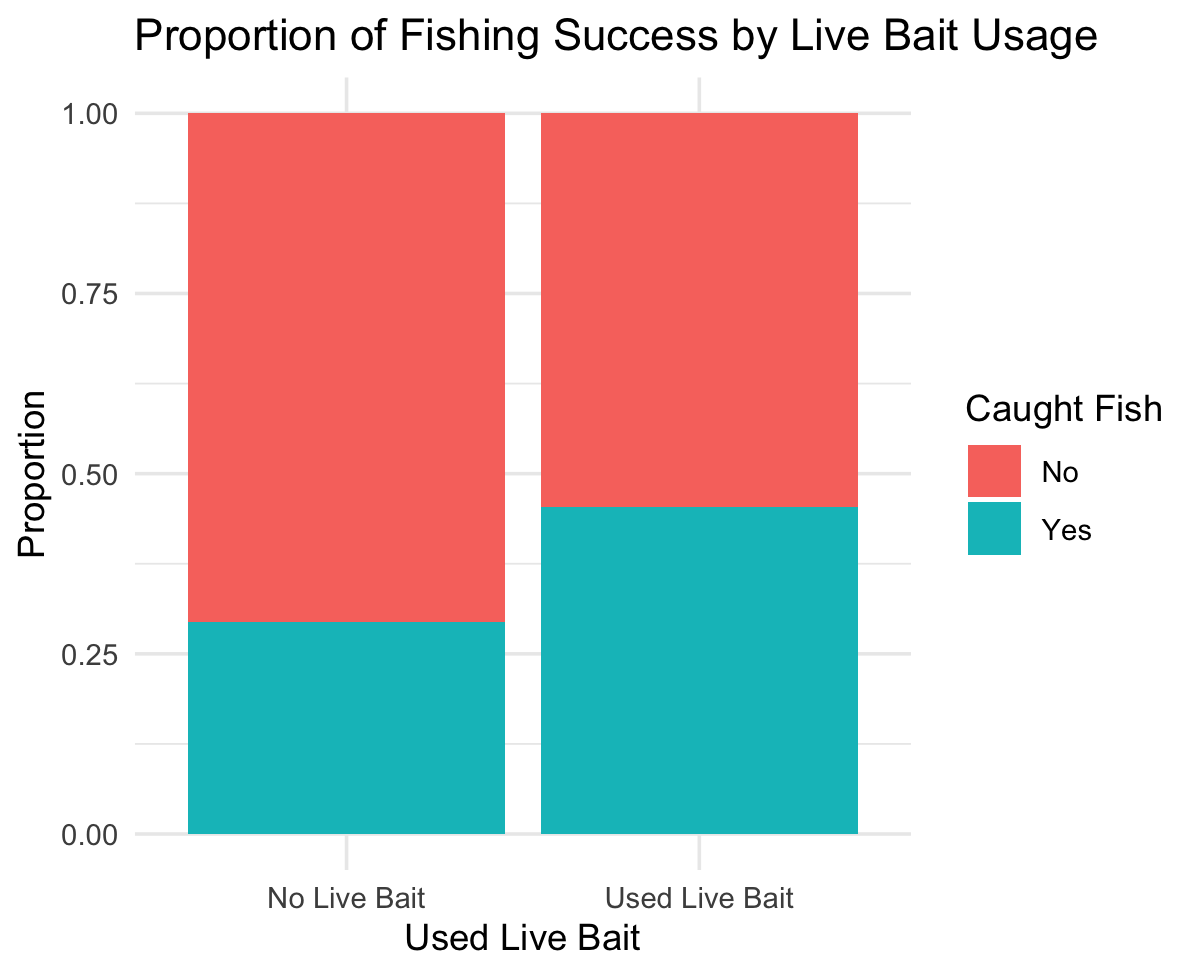 Proportion of Fishing Success by Live Bait Usage
1.00
0.75
0.50
0.25
0.00
Proportion
No Live Bait
Used Live Bait
Used Live Bait
Caught Fish
No
Yes